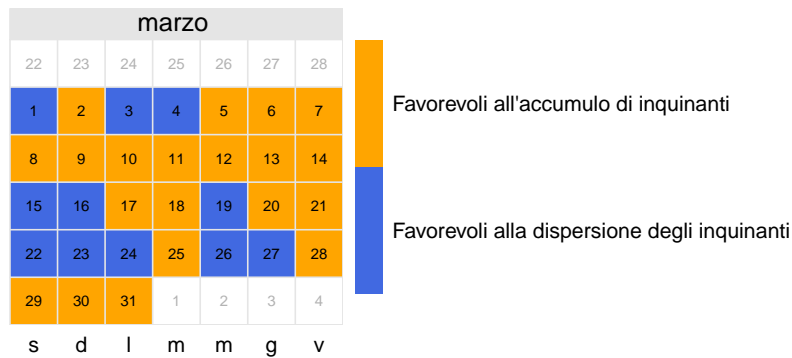 marzo
22 23 24 25 26 27 28
1 2 3 4 5 6 7
8 9 10 11 12 13 14
15 16 17 18 19 20 21
22 23 24 25 26 27 28
29 30 31 1 2 3 4
s d l m m g v
Favorevoli all'accumulo di inquinanti
Favorevoli alla dispersione degli inquinanti